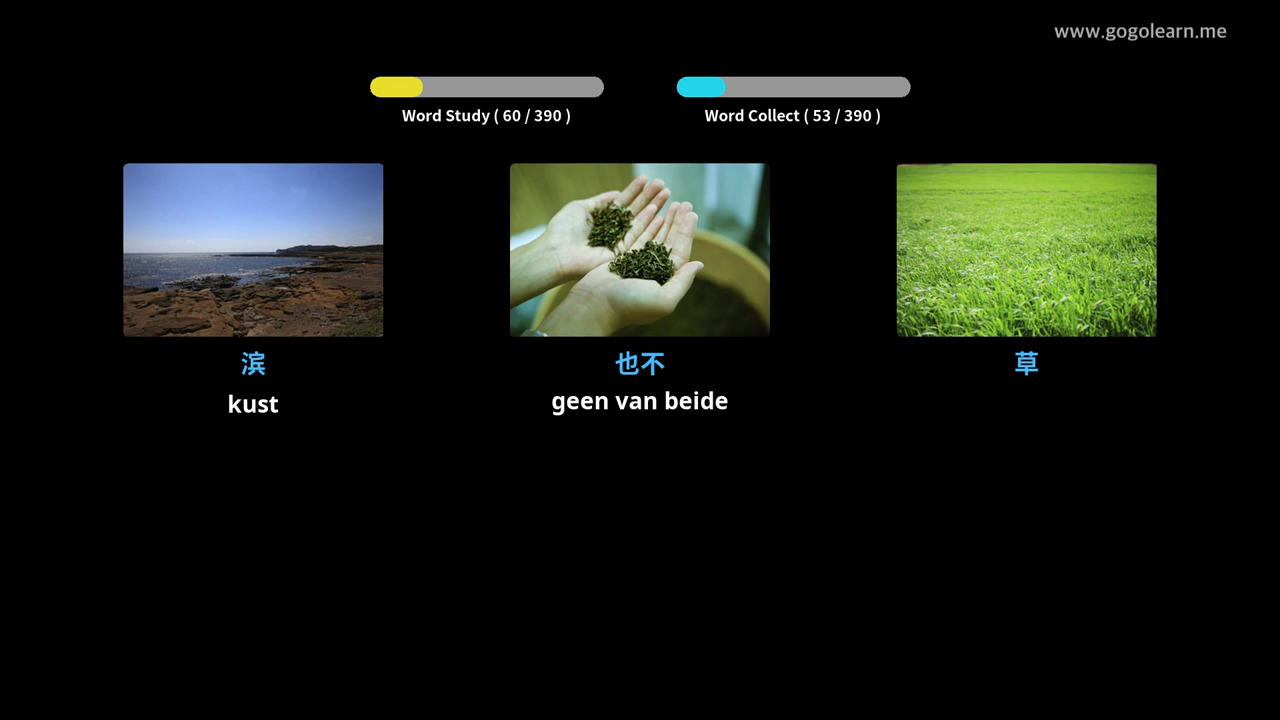 www.gogolearn.me
Word Study ( 60 / 390 )
Word Collect ( 53 / 390 )
滨
也不
草
kust
geen van beide